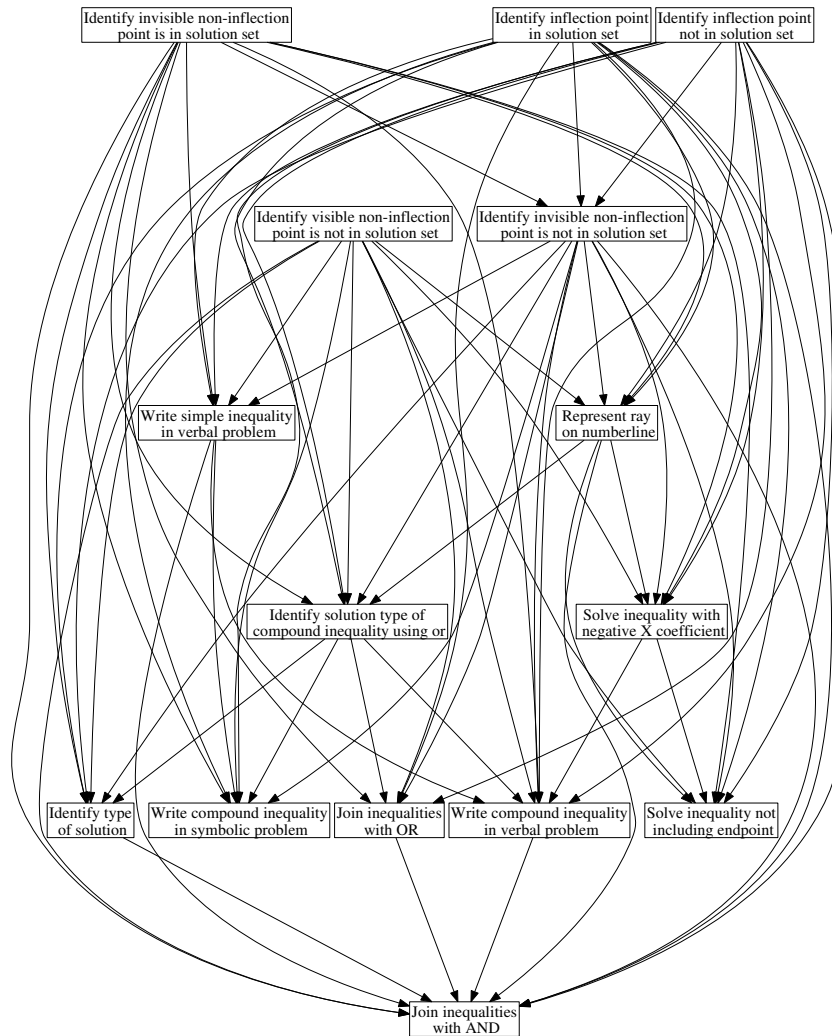 Identify invisible non-inflection
point is in solution set
Identify inflection point
in solution set
Identify inflection point
not in solution set
Identify visible non-inflection
point is not in solution set
Identify invisible non-inflection
point is not in solution set
Write simple inequality
in verbal problem
Represent ray
on numberline
Identify solution type of
compound inequality using or
Solve inequality with
negative X coefficient
Identify type
of solution
Write compound inequality
in symbolic problem
Join inequalities
with OR
Write compound inequality
in verbal problem
Solve inequality not
including endpoint
Join inequalities
with AND